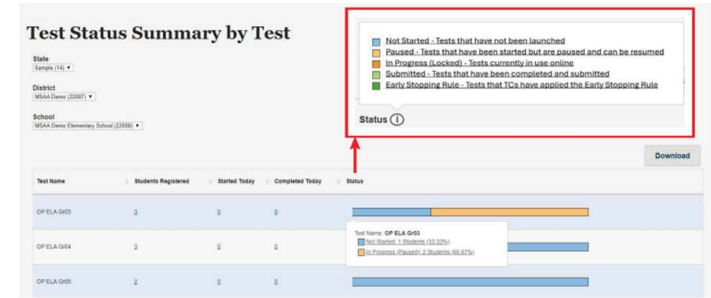 Test Status Summary by Test
State
Sample (14)
District
MSAA Demo (22087)
School
MSAA Demo Elementary School (22088)
Not Started - Tests that have not been launched
Paused - Tests that have been started but are paused and can be resumed
In Progress (Locked) - Tests currently in use online
Submitted - Tests that have been completed and submitted
Early Stopping Rule - Tests that TCs have applied the Early Stopping Rule
Status
Download
Test Name Students Registered Started Today Completed Today Status
OP ELA Gr03 3 0 0
Test Name: OP ELA Gr03
Not Started: 1 Students (33.33%)
In Progress (Paused): 2 Students (66.67%)
OP ELA Gr04 3 0 0
OP ELA Gr05 2 0 0